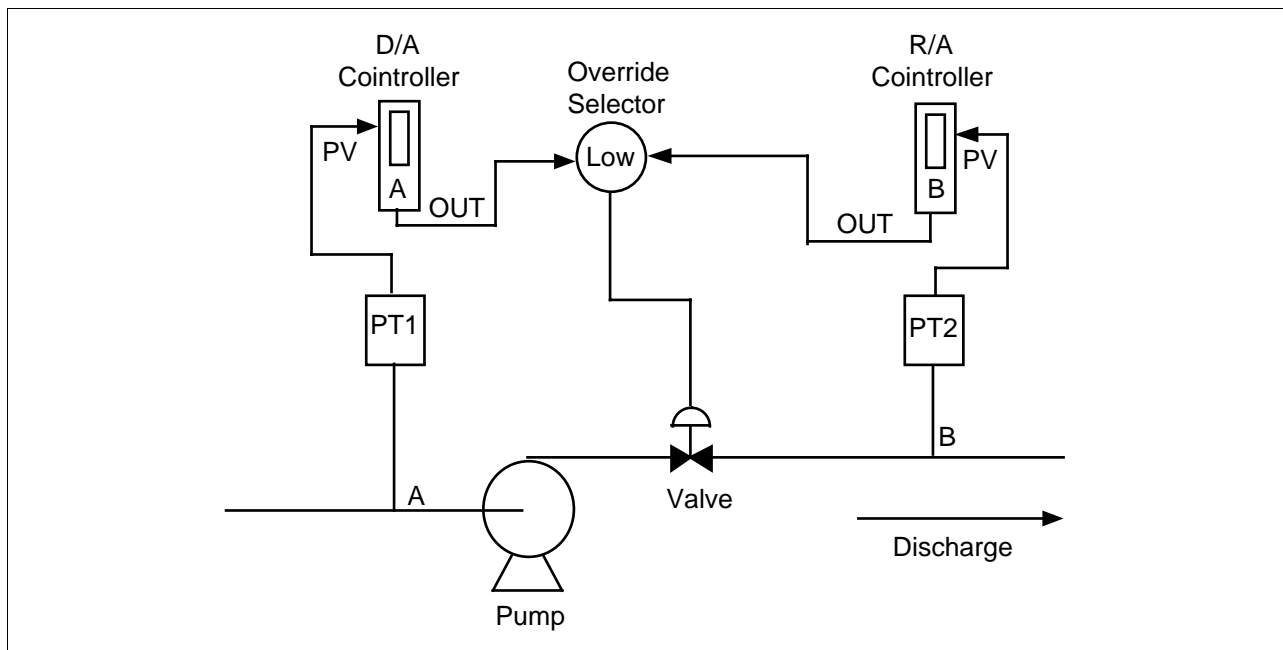 D/A
Cointroller
Override
Selector
R/A
Cointroller
PV
A
OUT
Low
PV
B
OUT
PT1
PT2
A
B
Valve
Discharge
Pump